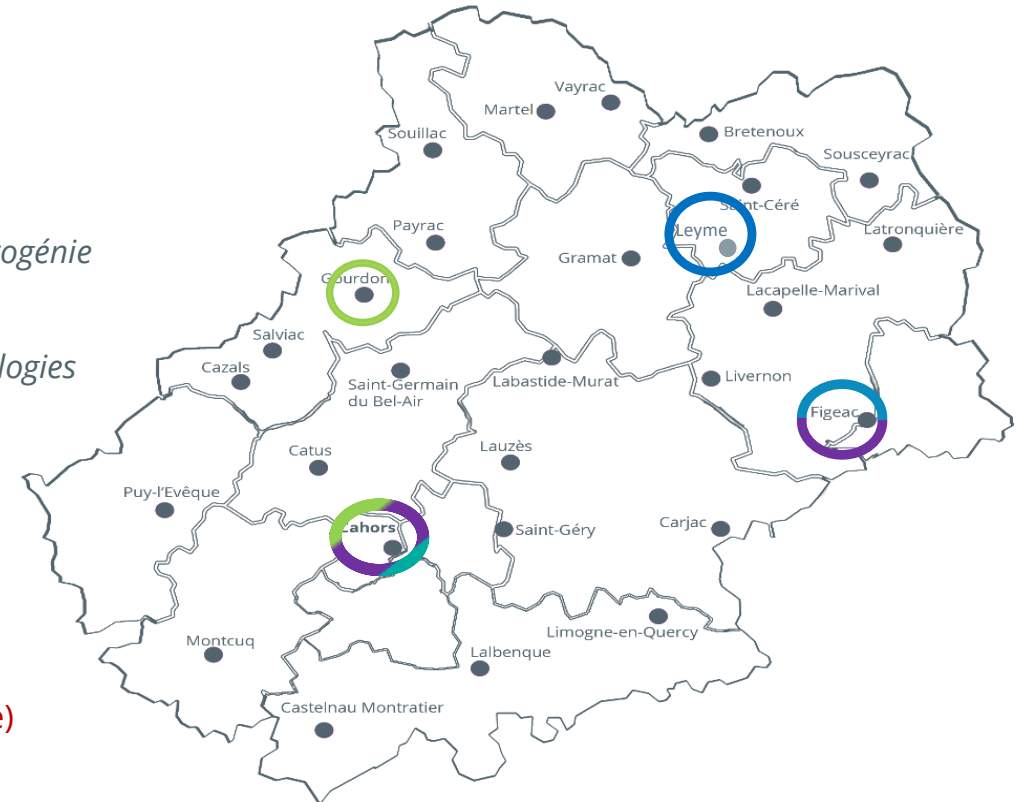 Vayrac
Martel
Bretenoux
Souillac
Sousceyrac
Saint-Céré
Payrac
Leyme
Latronquière
ogénie
Gramat
Gourdon
Lacapelle-Marival
Salviac
logies
Cazals
Saint-Germain
du Bel-Air
Labastide-Murat
Livernon
Figeac
Lauzès
Catus
Puy-l’Evêque
Carjac
Cahors
Saint-Géry
Limogne-en-Quercy
Montcuq
Lalbenque
Castelnau Montratier
e)